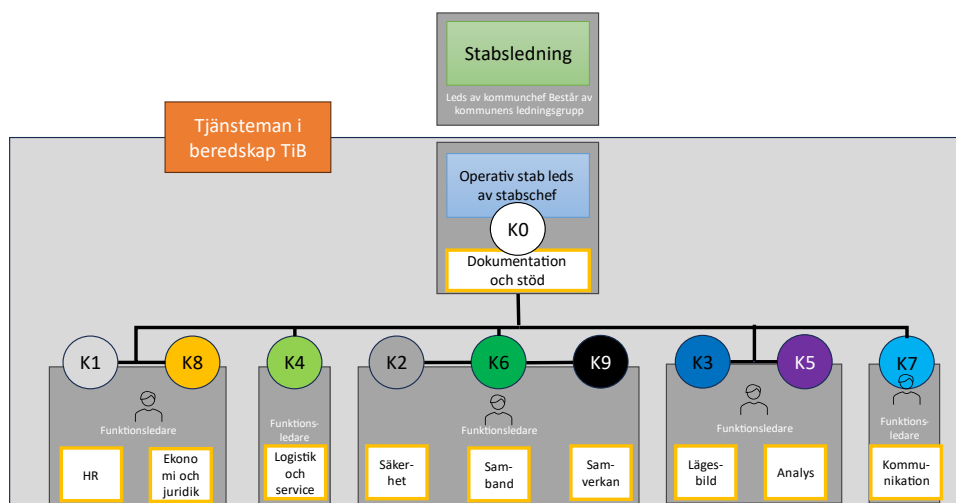 Stabsledning
Leds av kommunchef Består av
kommunens ledningsgrupp
Tjänsteman i
beredskap TiB
Operativ stab leds
av stabschef
K0
Dokumentation
och stöd
K1
K8
K4
K2
K6
K9
K3
K5
K7
Funktionsledare
Funktions-
ledare
Funktionsledare
Funktionsledare
Funktions-
ledare
HR
Ekono
mi och
juridik
Logistik
och
service
Säker-
het
Sam-
band
Sam-
verkan
Läges-
bild
Analys
Kommu-
nikation